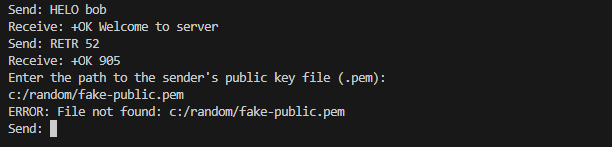 Send: HELO bob
Receive: +OK Welcome to server
Send: RETR 52
Receive: +OK 905
Enter the path to the sender's public key file (.pem):
c:/random/fake-public.pem
ERROR: File not found: c:/random/fake-public.pem
Send: